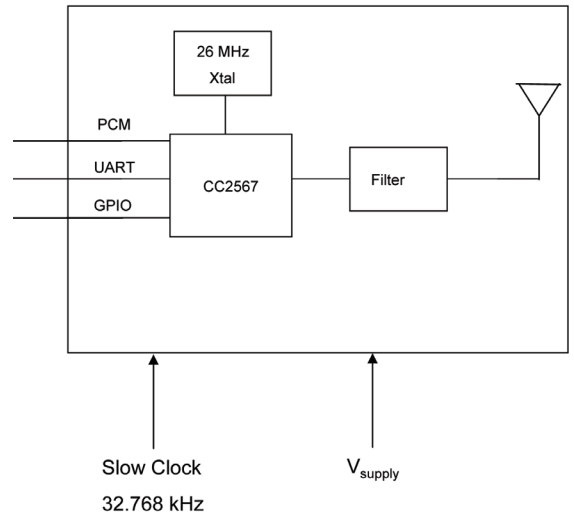 26 MHz
Xtal
PCM
UART
GPIO
CC2567
Filter
Slow Clock
32.768 kHz
Vsupply